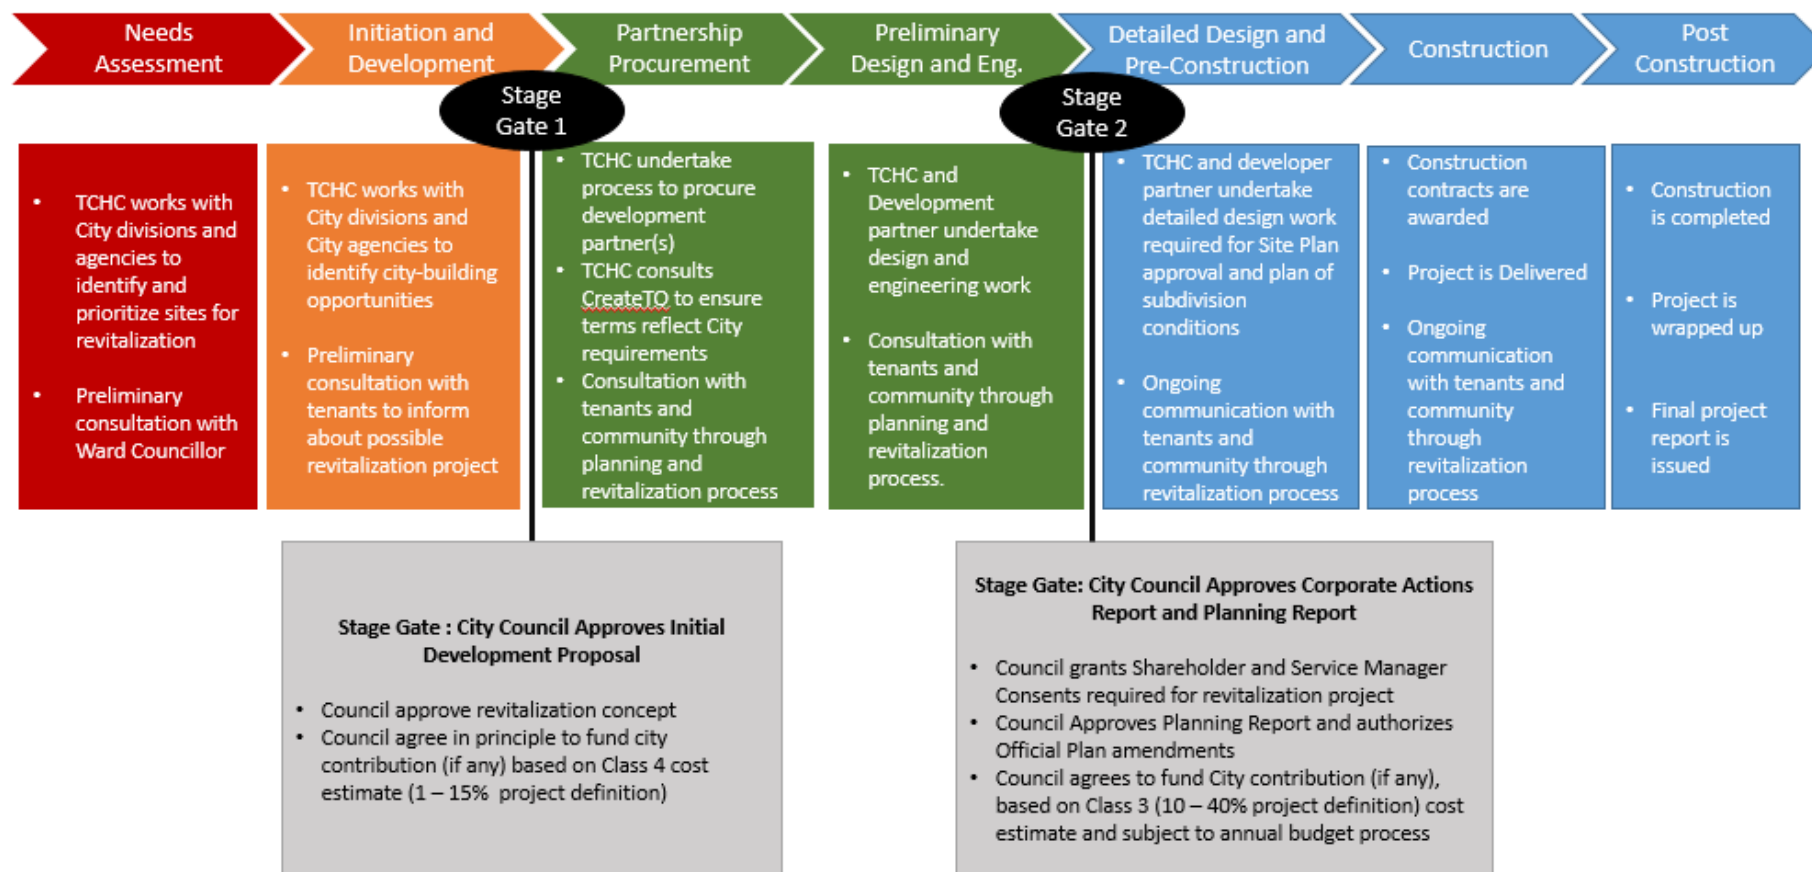 Needs
Assessment
Initiation and
Development
Partnership
Procurement
Preliminary
Design and Eng.
Detailed Design and
Pre-Construction
Construction
Post
Construction
Stage
Gate 1
Stage
Gate 2
• TCHC works with
City divisions and
agencies to
identify and
prioritize sites for
revitalization
• Preliminary
consultation with
Ward Councillor
• TCHC works with
City divisions and
City agencies to
identify city-building
opportunities
• Preliminary
consultation with
tenants to inform
about possible
revitalization project
• TCHC undertake
process to procure
development
partner(s)
• TCHC consults
CreateTO to ensure
terms reflect City
requirements
• Consultation with
tenants and
community through
planning and
revitalization process
• TCHC and
Development
partner undertake
design and
engineering work
• Consultation with
tenants and
community through
planning and
revitalization
process.
• TCHC and developer
partner undertake
detailed design work
required for Site Plan
approval and plan of
subdivision
conditions
• Ongoing
communication with
tenants and
community through
revitalization process
• Construction
contracts are
awarded
• Project is Delivered
• Ongoing
communication
with tenants and
community
through
revitalization
process
• Construction
is completed
• Project is
wrapped up
• Final project
report is
issued
Stage Gate : City Council Approves Initial
Development Proposal
• Council approve revitalization concept
• Council agree in principle to fund city
contribution (if any) based on Class 4 cost
estimate (1 – 15% project definition)
Stage Gate: City Council Approves Corporate Actions
Report and Planning Report
• Council grants Shareholder and Service Manager
Consents required for revitalization project
• Council Approves Planning Report and authorizes
Official Plan amendments
• Council agrees to fund City contribution (if any),
based on Class 3 (10 – 40% project definition) cost
estimate and subject to annual budget process